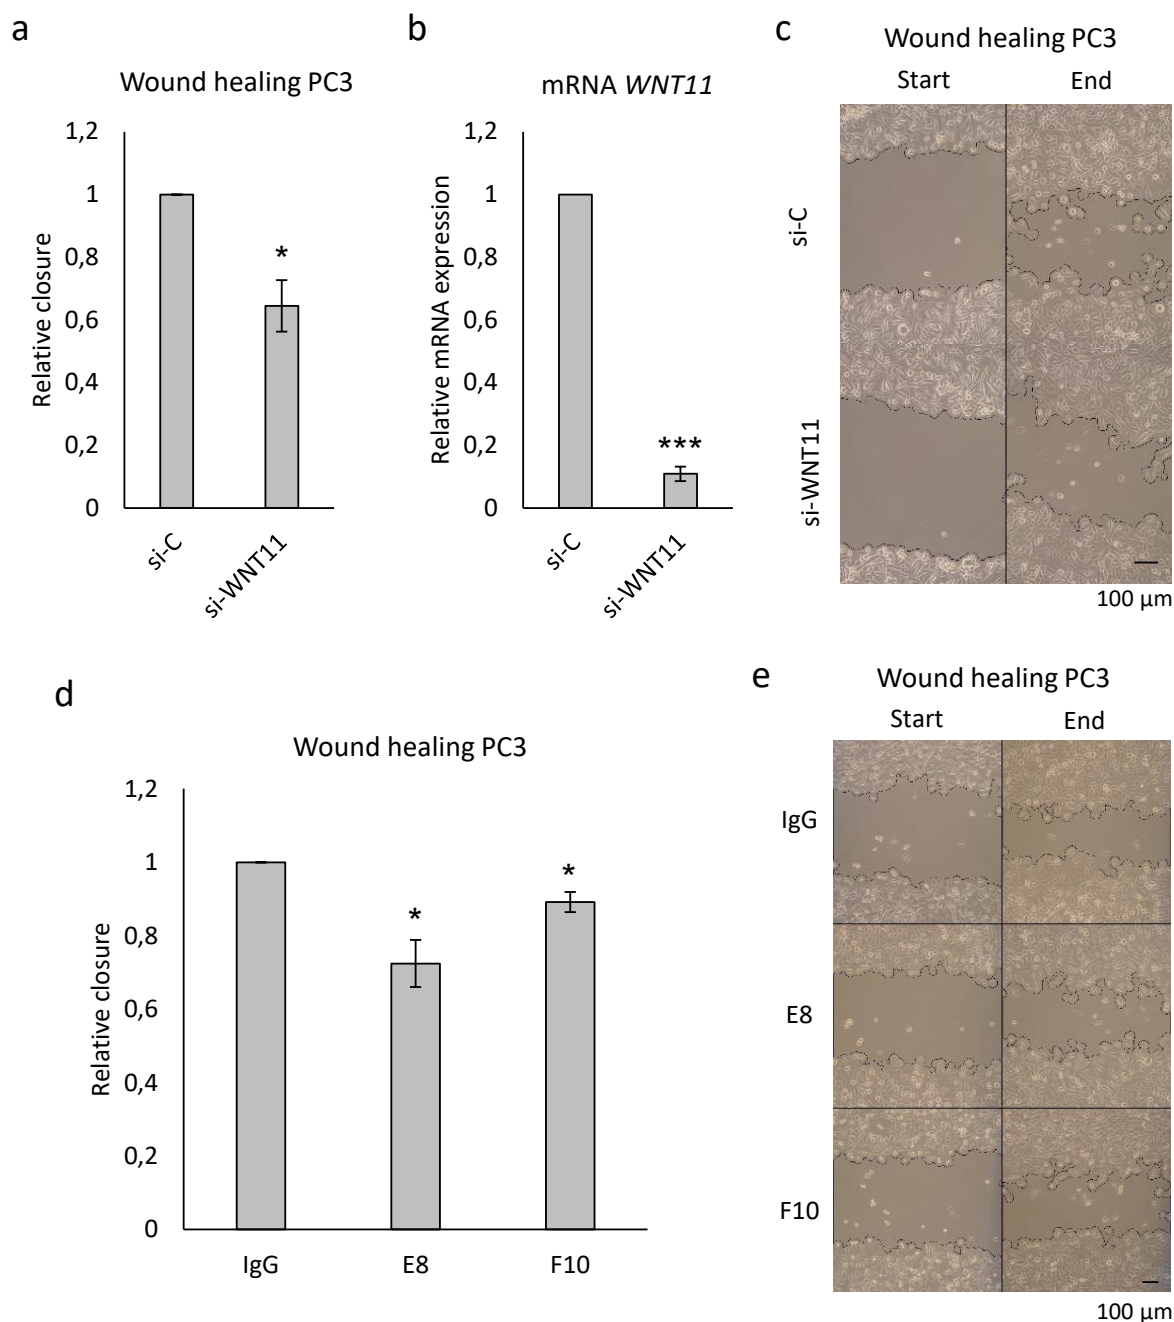 a
Wound healing PC3
Relative closure
1,2
1
0,8
0,6
0,4
0,2
0
*
si-C
si-WNT11
b
mRNA WNT11
Relative mRNA expression
1,2
1
0,8
0,6
0,4
0,2
0
***
si-C
si-WNT11
c
Wound healing PC3
Start End
si-C
si-WNT11
100 µm
d
Wound healing PC3
Relative closure
1,2
1
0,8
0,6
0,4
0,2
0
*
*
IgG E8 F10
e
Wound healing PC3
Start End
IgG
E8
F10
100 µm